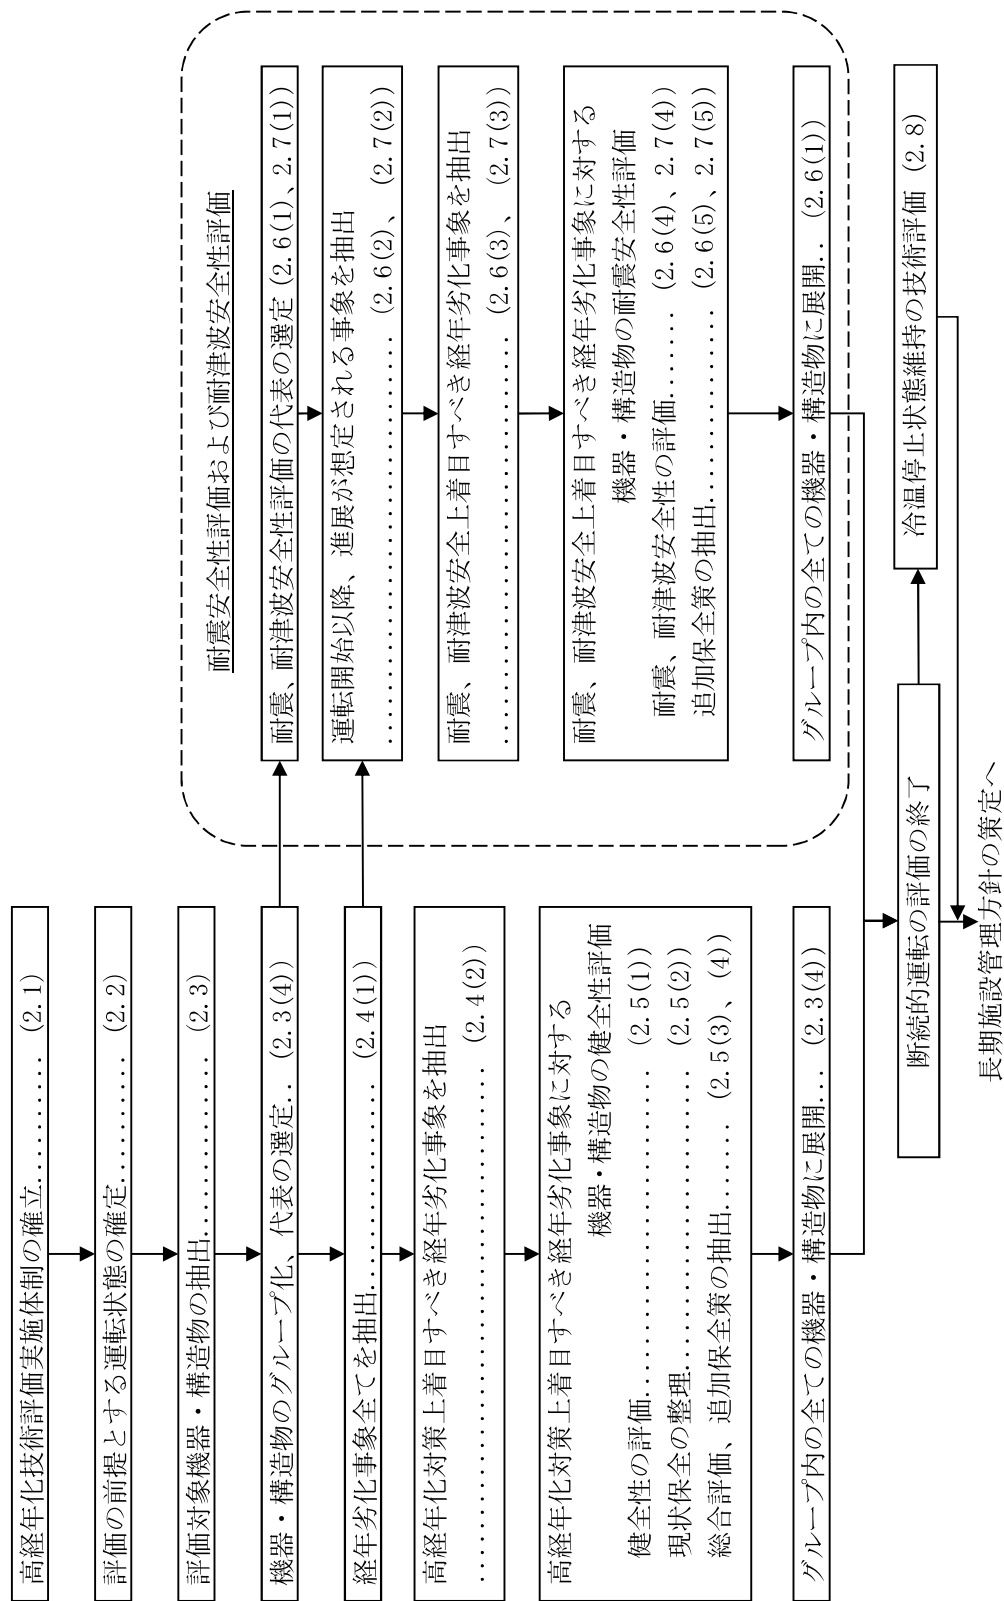 高経年化技術評価実施体制の確立........... (2.1)
評価の前提とする運転状態の確定........... (2.2)
評価対象機器・構造物の抽出............... (2.3)
機器・構造物のグループ化、代表の選定.. (2.3(4))
経年劣化事象全てを抽出................. (2.4(1))
高経年化対策上着目すべき経年劣化事象を抽出
....................................... (2.4(2))
高経年化対策上着目すべき経年劣化事象に対する
機器・構造物の健全性評価
健全性の評価........................... (2.5(1))
現状保全の整理......................... (2.5(2))
総合評価、追加保全策の抽出....... (2.5(3)、(4))
グループ内の全ての機器・構造物に展開... (2.3(4))
耐震安全性評価および耐津波安全性評価
耐震、耐津波安全性評価の代表の選定(2.6(1)、2.7(1))
運転開始以降、進展が想定される事象を抽出
............................ (2.6(2)、(2.7(2))
耐震、耐津波安全上着目すべき経年劣化事象を抽出
............................ (2.6(3)、(2.7(3))
耐震、耐津波安全上着目すべき経年劣化事象に対する
機器・構造物の耐震安全性評価
耐震、耐津波安全性の評価....... (2.6(4)、2.7(4))
追加保全策の抽出............... (2.6(5)、2.7(5))
グループ内の全ての機器・構造物に展開.. (2.6(1))
断続的運転の評価の終了
冷温停止状態維持の技術評価 (2.8)
長期施設管理方針の策定へ